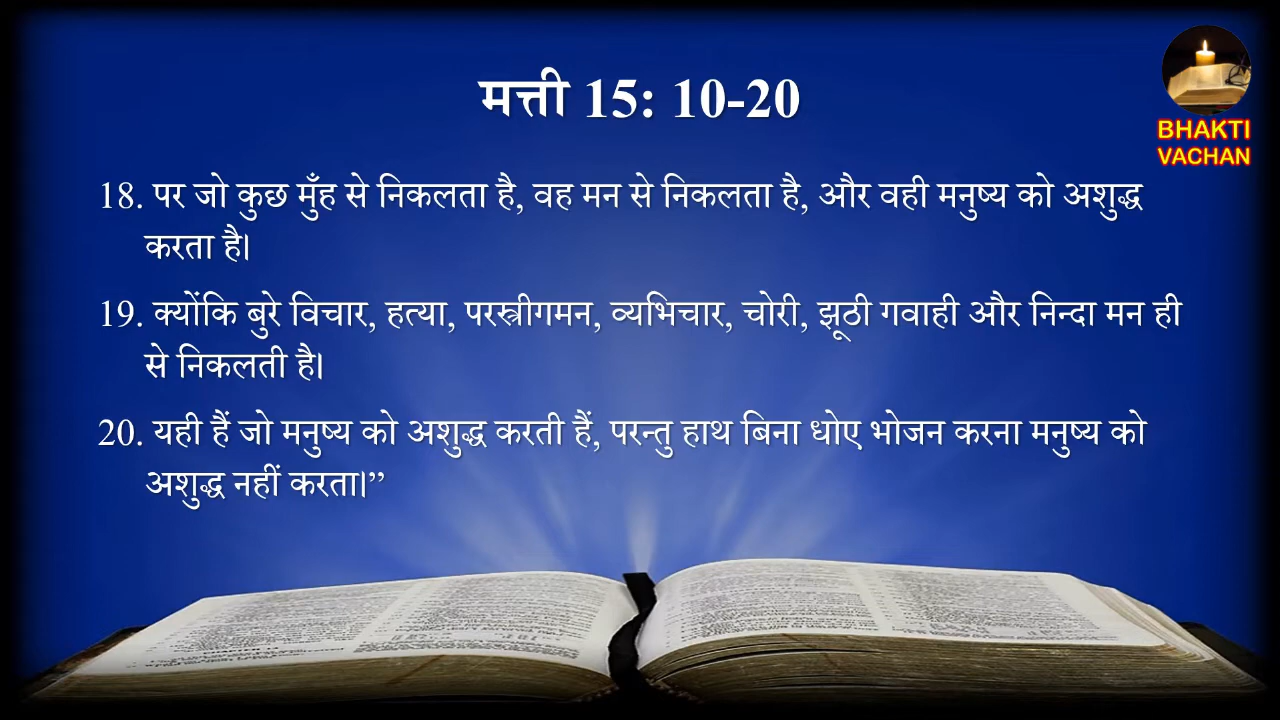 मत्ती 15: 10-20
BHAKTI
VACHAN
18. पर जो कुछ मुँह से निकलता है, वह मन से निकलता है, और वही मनुष्य को अशुद्ध
करता है।
19. क्योंकि बुरे विचार, हत्या, परस्त्रीगमन, व्यभिचार, चोरी, झूठी गवाही और निन्दा मन ही
से निकलती है।
20. यही हैं जो मनुष्य को अशुद्ध करती हैं, परन्तु हाथ बिना धोए भोजन करना मनुष्य को
अशुद्ध नहीं करता।”